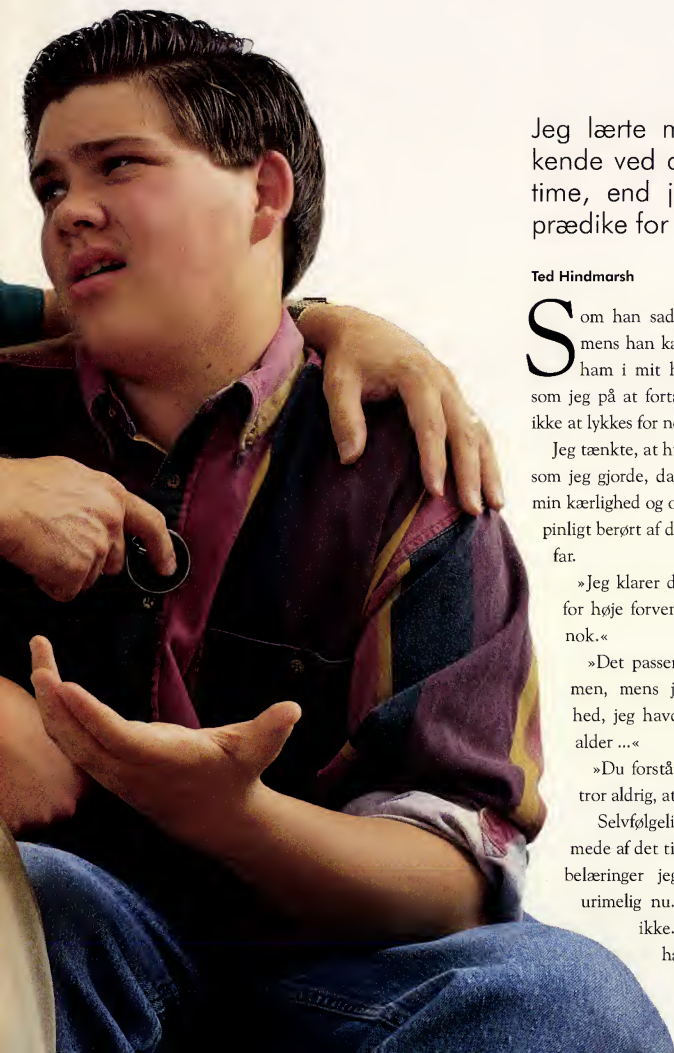 Jeg lærte m
kende ved d
time, end j
prædike for
Ted Hindmarsh
Som han sad
mens han ka
ham i mit h
som jeg på at forta
ikke at lykkes for no
Jeg tænkte, at h
som jeg gjorde, da
min kærlighed og o
pinligt berørt af d
far.
»Jeg klarer d
for høje forven
nok.«
»Det passer
men, mens j
hed, jeg havd
alder ...«
»Du forstå
tror aldrig, at
Selvfølgeli
mede af det ti
belæringer jeg
urimelig nu.
ikke.
ha